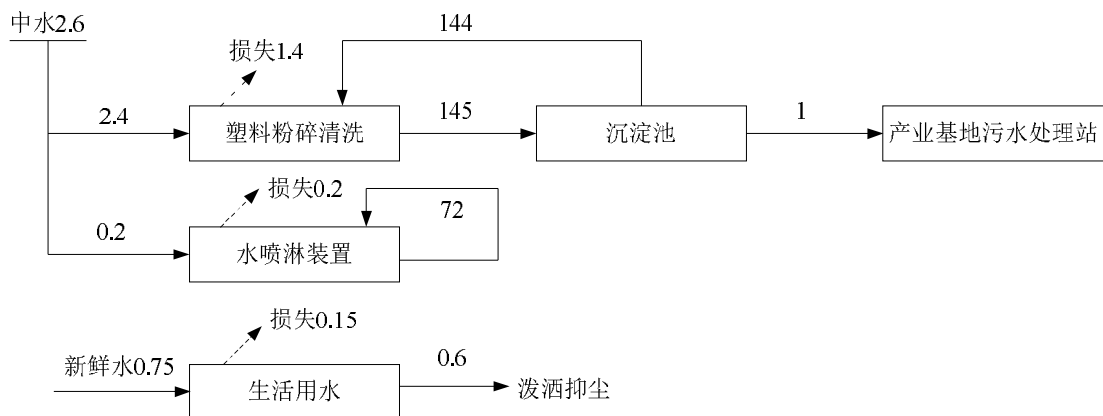 中水2.6
144
损失1.4
2.4
塑料粉碎清洗
145
沉淀池
1
产业基地污水处理站
损失0.2
72
0.2
水喷淋装置
损失0.15
新鲜水0.75
生活用水
0.6
泼洒抑尘